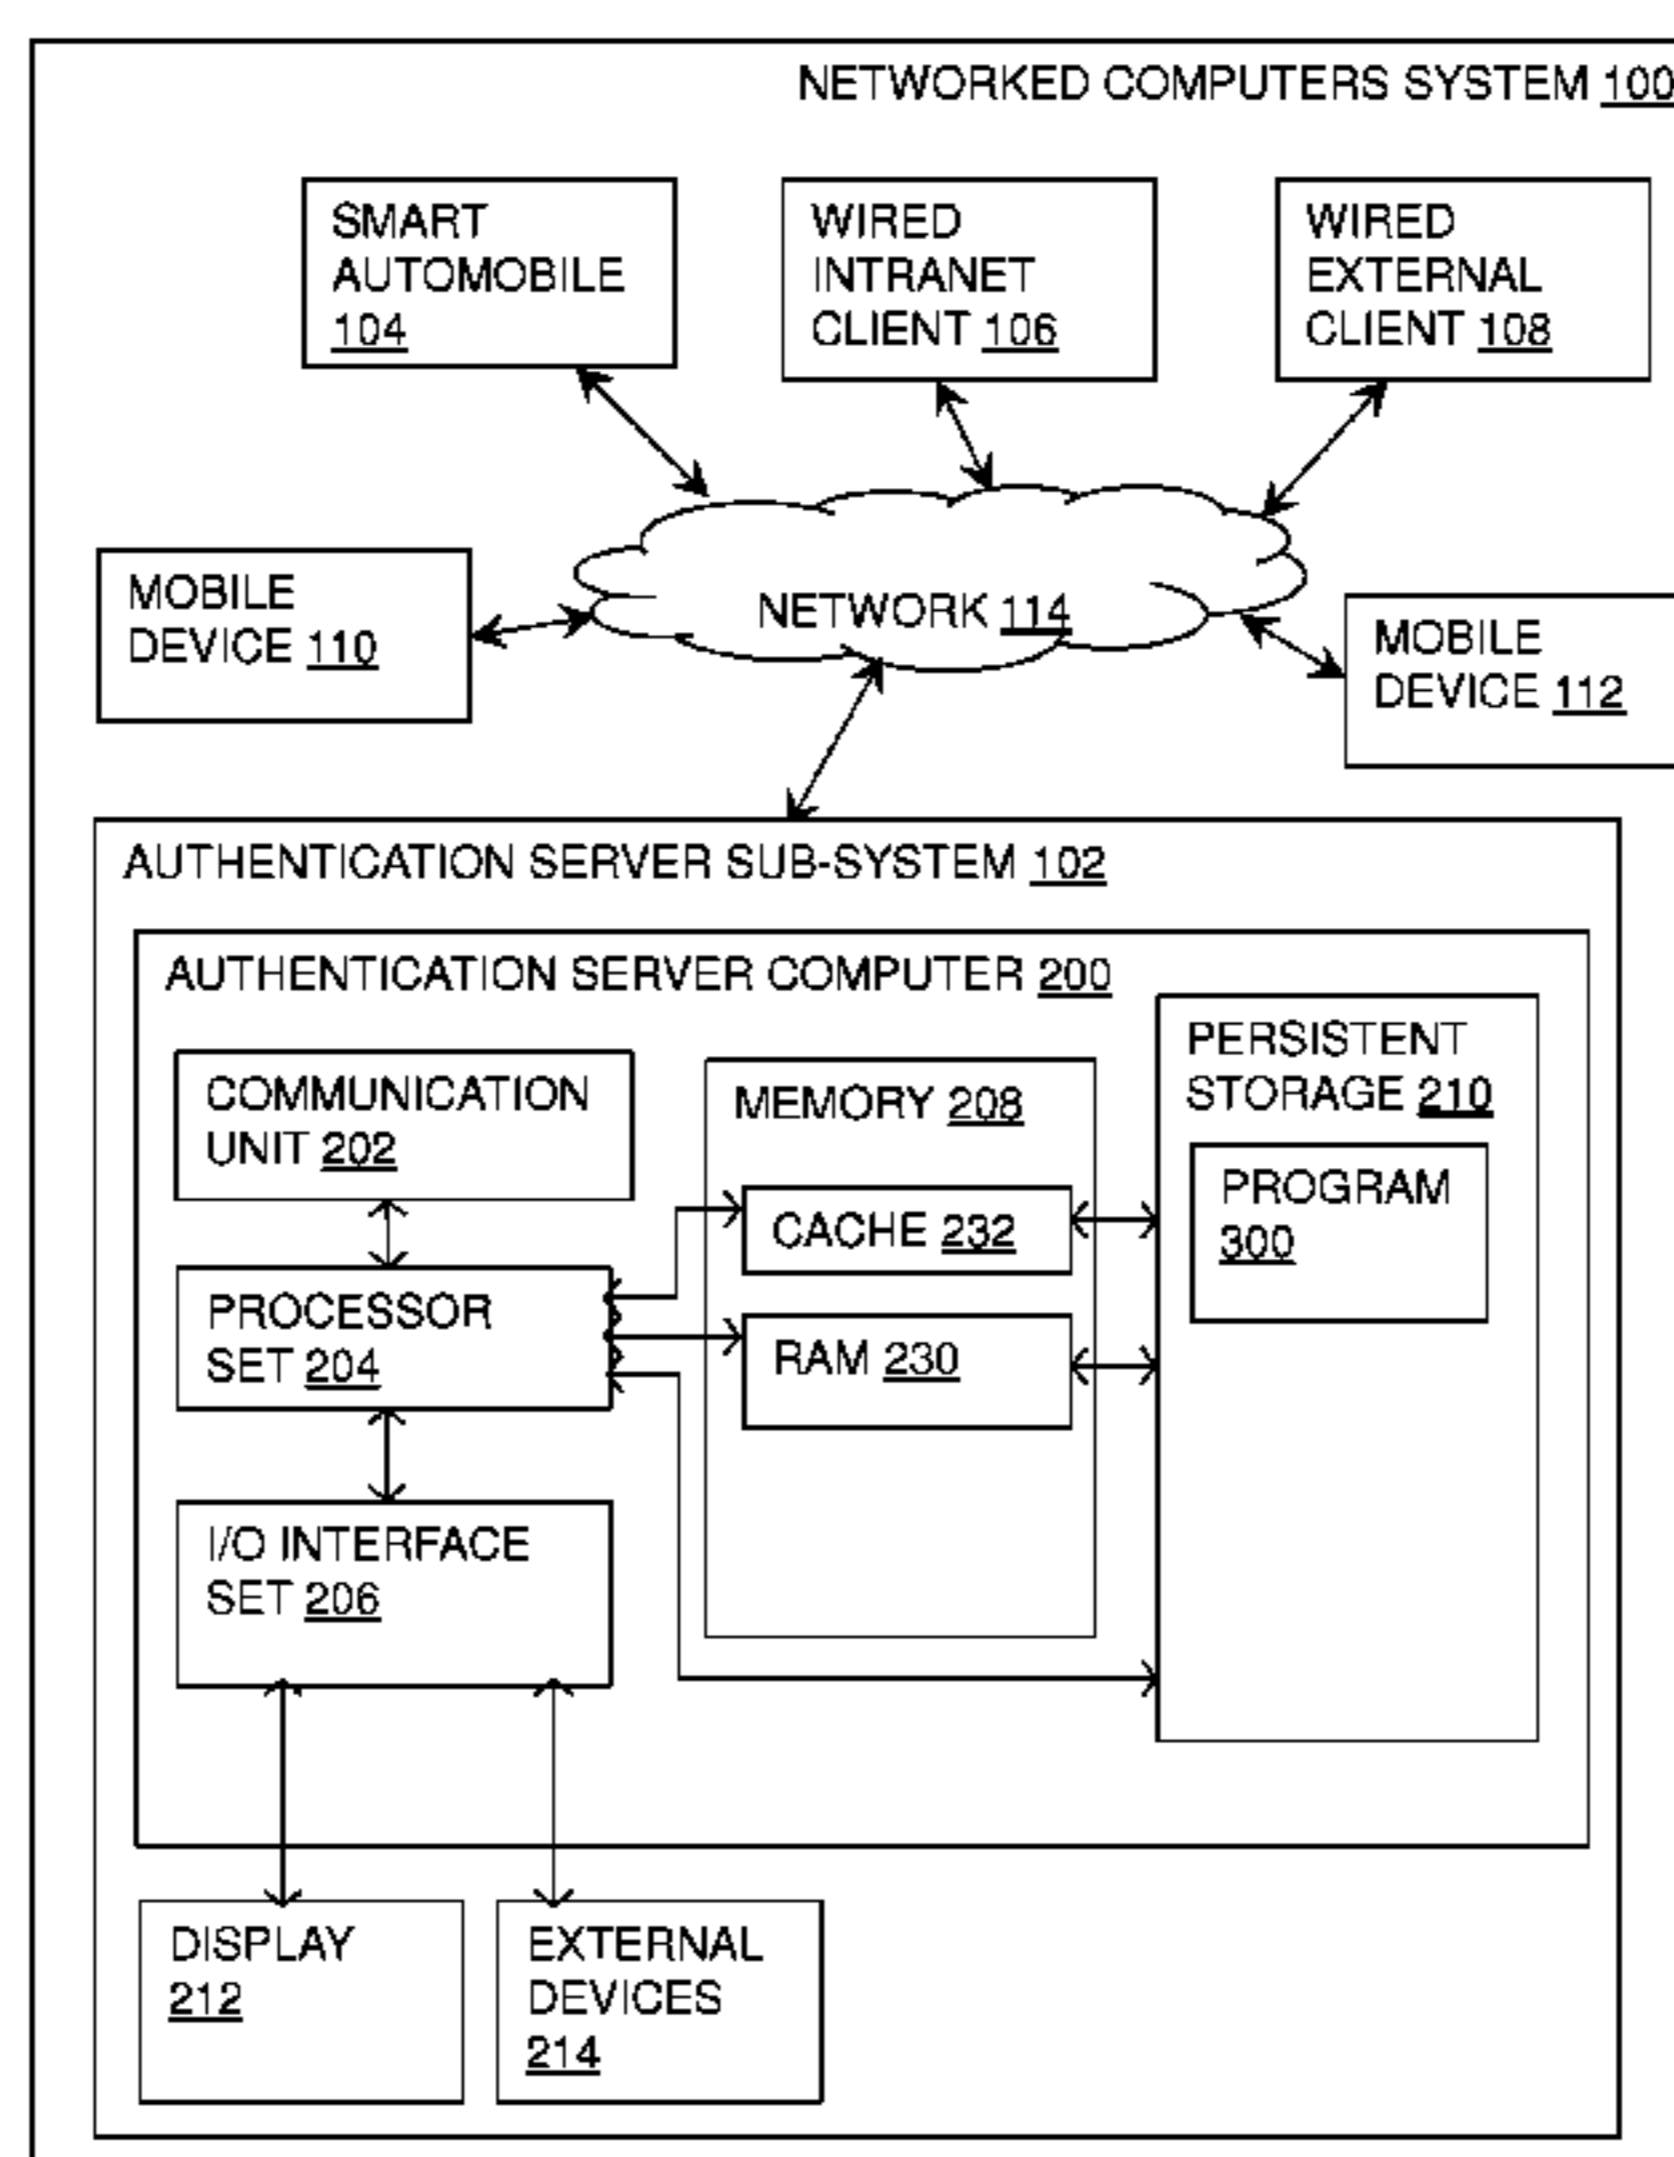 NETWORKED COMPUTERS SYSTEM 100
SMART
AUTOMOBILE
104
WIRED
INTRANET
CLIENT 106
WIRED
EXTERNAL
CLIENT 108
MOBILE
DEVICE 110
NETWORK 114
MOBILE
DEVICE 112
AUTHENTICATION SERVER SUB-SYSTEM 102
AUTHENTICATION SERVER COMPUTER 200
COMMUNICATION
UNIT 202
MEMORY 208
PERSISTENT
STORAGE 210
CACHE 232
PROGRAM
300
PROCESSOR
SET 204
RAM 230
I/O INTERFACE
SET 206
DISPLAY
212
EXTERNAL
DEVICES
214